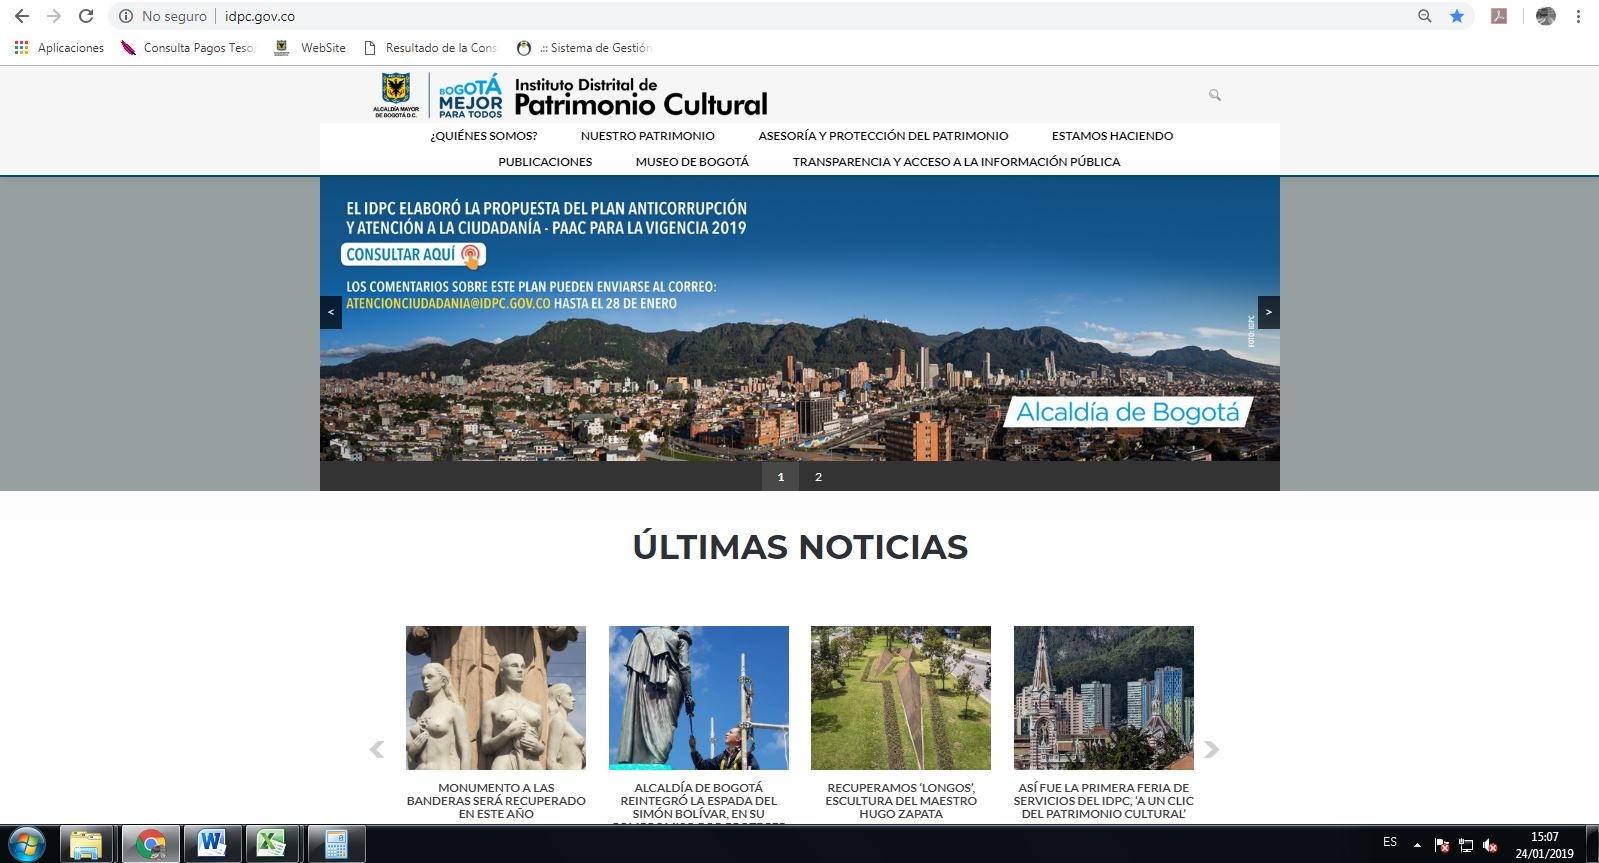 No seguro | idpc.gov.co
Aplicaciones
Consulta Pagos Teso
WebSite
Resultado de la Cons
.:: Sistema de Gestión
ALCALDÍA MAYOR
DE BOGOTÁ D.C.
BOGOTÁ
MEJOR
PARA TODOS
Instituto Distrital de
Patrimonio Cultural
¿QUIÉNES SOMOS?
NUESTRO PATRIMONIO
ASESORÍA Y PROTECCIÓN DEL PATRIMONIO
ESTAMOS HACIENDO
PUBLICACIONES
MUSEO DE BOGOTÁ
TRANSPARENCIA Y ACCESO A LA INFORMACIÓN PÚBLICA
EL IDPC ELABORÓ LA PROPUESTA DEL PLAN ANTICORRUPCIÓN
Y ATENCIÓN A LA CIUDADANÍA - PAAC PARA LA VIGENCIA 2019
CONSULTAR AQUÍ
LOS COMENTARIOS SOBRE ESTE PLAN PUEDEN ENVIARSE AL CORREO:
ATENCIONCIUDADANIA@IDPC.GOV.CO HASTA EL 28 DE ENERO
<
>
FOTO: IDPC
Alcaldía de Bogotá
1
2
ÚLTIMAS NOTICIAS
MONUMENTO A LAS
BANDERAS SERÁ RECUPERADO
EN ESTE AÑO
ALCALDÍA DE BOGOTÁ
REINTEGRÓ LA ESPADA DEL
SIMÓN BOLÍVAR, EN SU
RECUPERAMOS ‘LONGOS’,
ESCULTURA DEL MAESTRO
HUGO ZAPATA
ASÍ FUE LA PRIMERA FERIA DE
SERVICIOS DEL IDPC, ‘A UN CLIC
DEL PATRIMONIO CULTURAL’
ES
15:07
24/01/2019